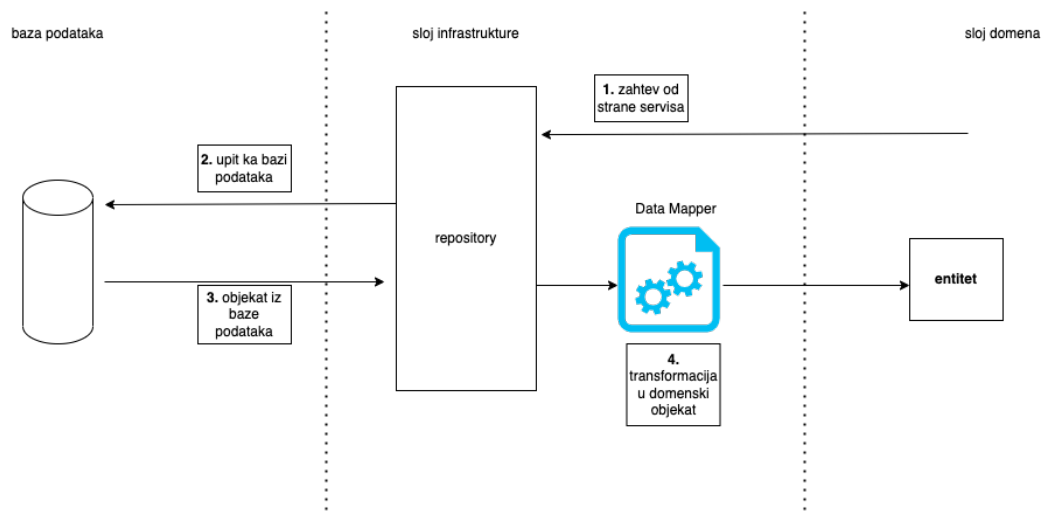 baza podataka
sloj infrastrukture
sloj domena
1. zahtev od
strane servisa
2. upit ka bazi
podataka
Data Mapper
repository
entitet
3. objekat iz
baze
podataka
4.
transformacija
u domenski
objekat